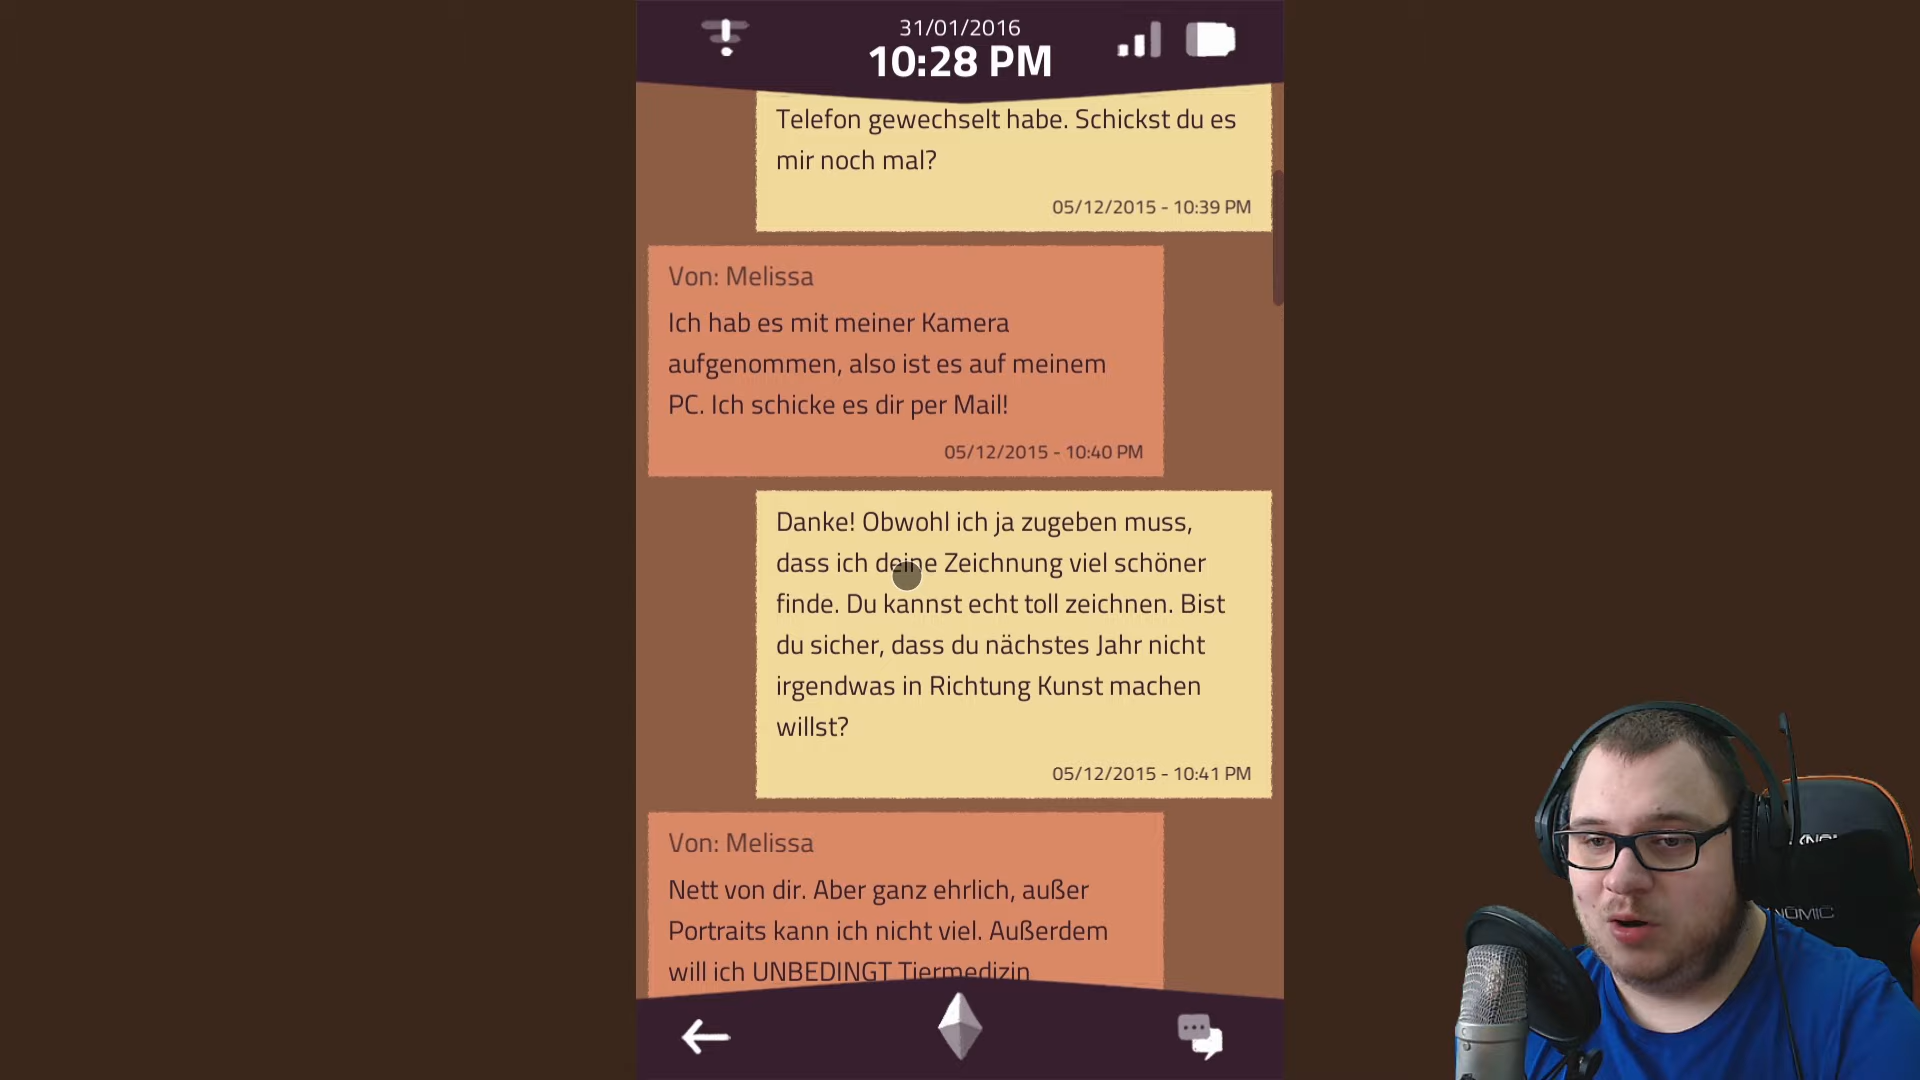 31/01/2016
10:28 PM
Telefon gewechselt habe. Schickst du es
mir noch mal?
05/12/2015 - 10:39 PM
Von: Melissa
Ich hab es mit meiner Kamera
aufgenommen, also ist es auf meinem
PC. Ich schicke es dir per Mail!
05/12/2015 - 10:40 PM
Danke! Obwohl ich ja zugeben muss,
dass ich deine Zeichnung viel schöner
finde. Du kannst echt toll zeichnen. Bist
du sicher, dass du nächstes Jahr nicht
irgendwas in Richtung Kunst machen
willst?
05/12/2015 - 10:41 PM
Von: Melissa
Nett von dir. Aber ganz ehrlich, außer
Portraits kann ich nicht viel. Außerdem
will ich UNBEDINGT Tiermedizin